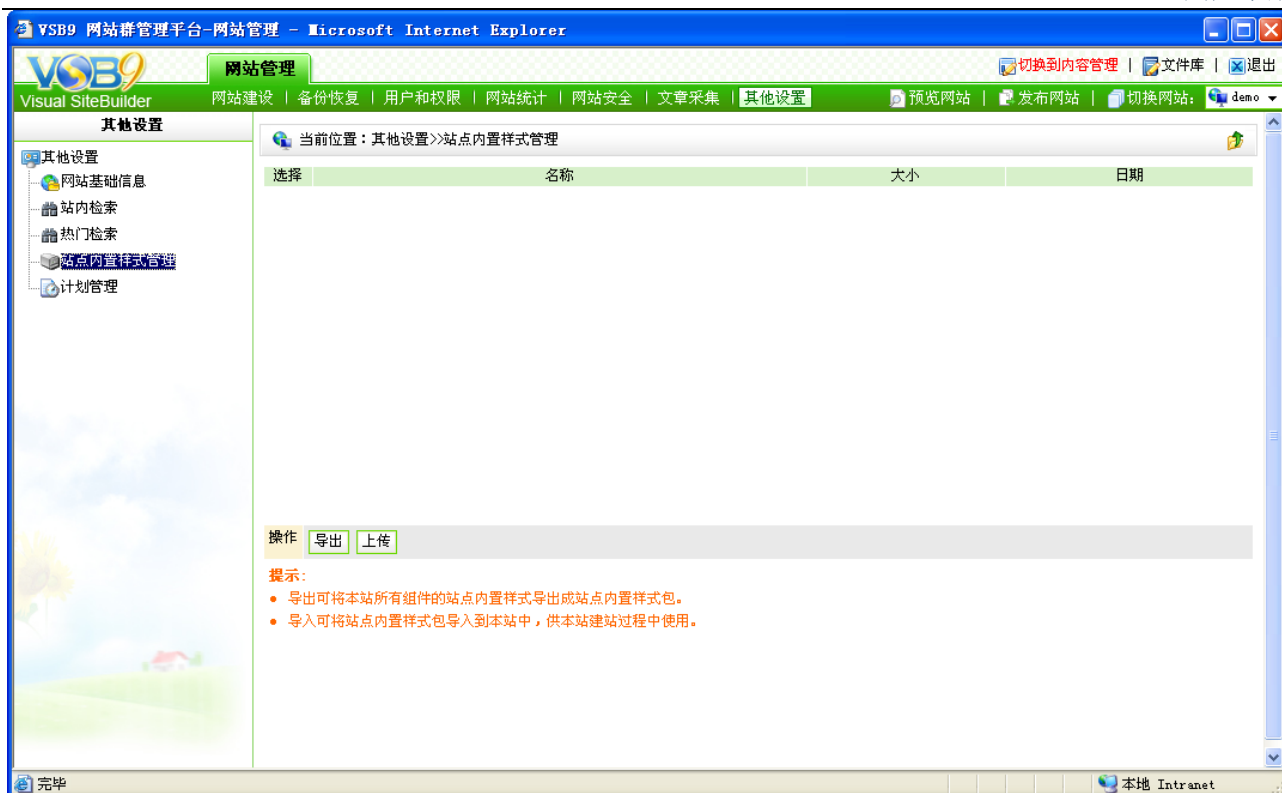 VSB9 网站群管理平台-网站管理 - Microsoft Internet Explorer
VSB9
Visual SiteBuilder
网站管理
切换到内容管理 | 文件库 | 退出
网站建设 | 备份恢复 | 用户和权限 | 网站统计 | 网站安全 | 文章采集 | 其他设置
预览网站 | 发布网站 | 切换网站: demo
其他设置
其他设置
网站基础信息
站内检索
热门检索
站点内置样式管理
计划管理
当前位置：其他设置>>站点内置样式管理
选择 名称 大小 日期
操作 导出 上传
提示:
• 导出可将本站所有组件的站点内置样式导出成站点内置样式包。
• 导入可将站点内置样式包导入到本站中，供本站建站过程中使用。
完毕
本地 Intranet